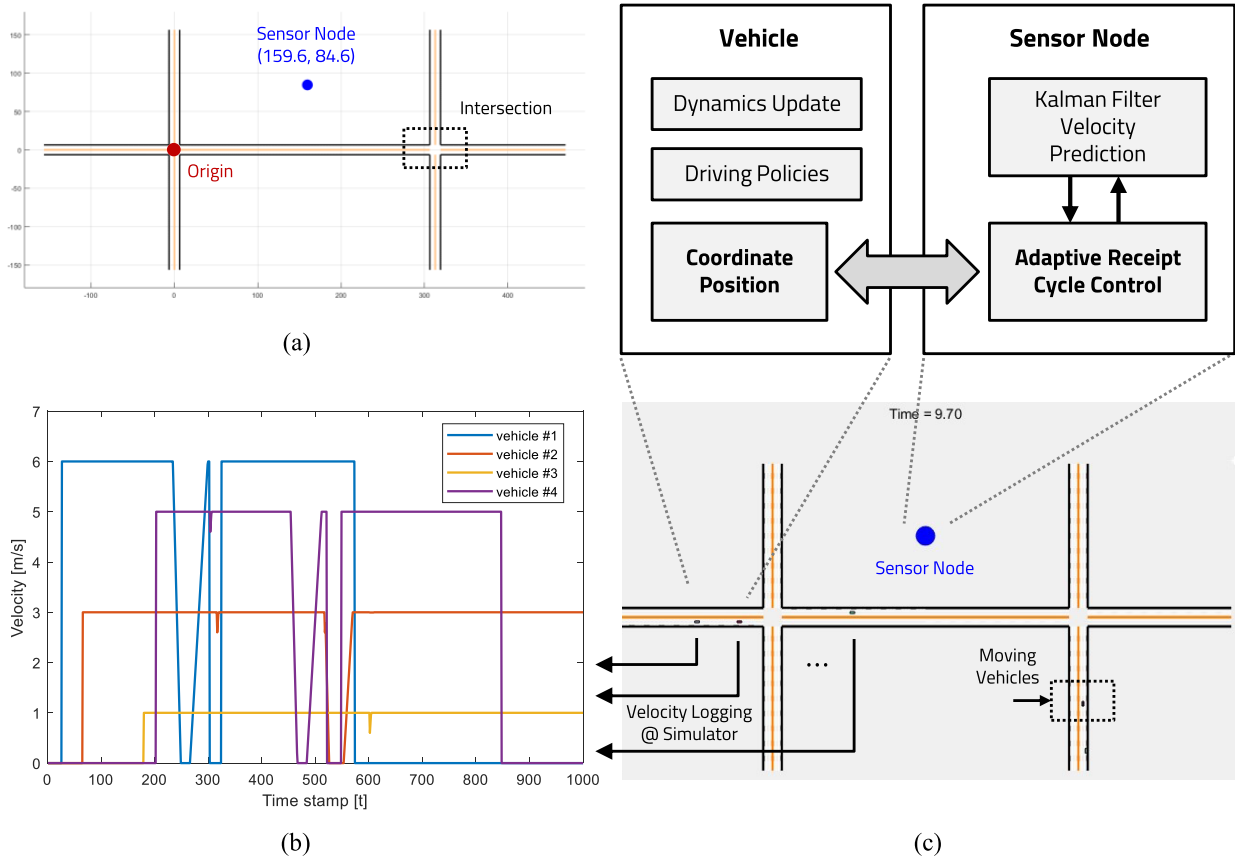 150
100
50
0
-50
-100
-150
-100
0
100
200
300
400
Sensor Node
(159.6, 84.6)
Intersection
Origin
(a)
Vehicle
Dynamics Update
Driving Policies
Coordinate
Position
Sensor Node
Kalman Filter
Velocity
Prediction
Adaptive Receipt
Cycle Control
7
6
5
4
3
2
1
0
Velocity [m/s]
vehicle #1
vehicle #2
vehicle #3
vehicle #4
0
100
200
300
400
500
600
700
800
900
1000
Time stamp [t]
(b)
Time = 9.70
Sensor Node
...
Moving
Vehicles
Velocity Logging
@ Simulator
(c)